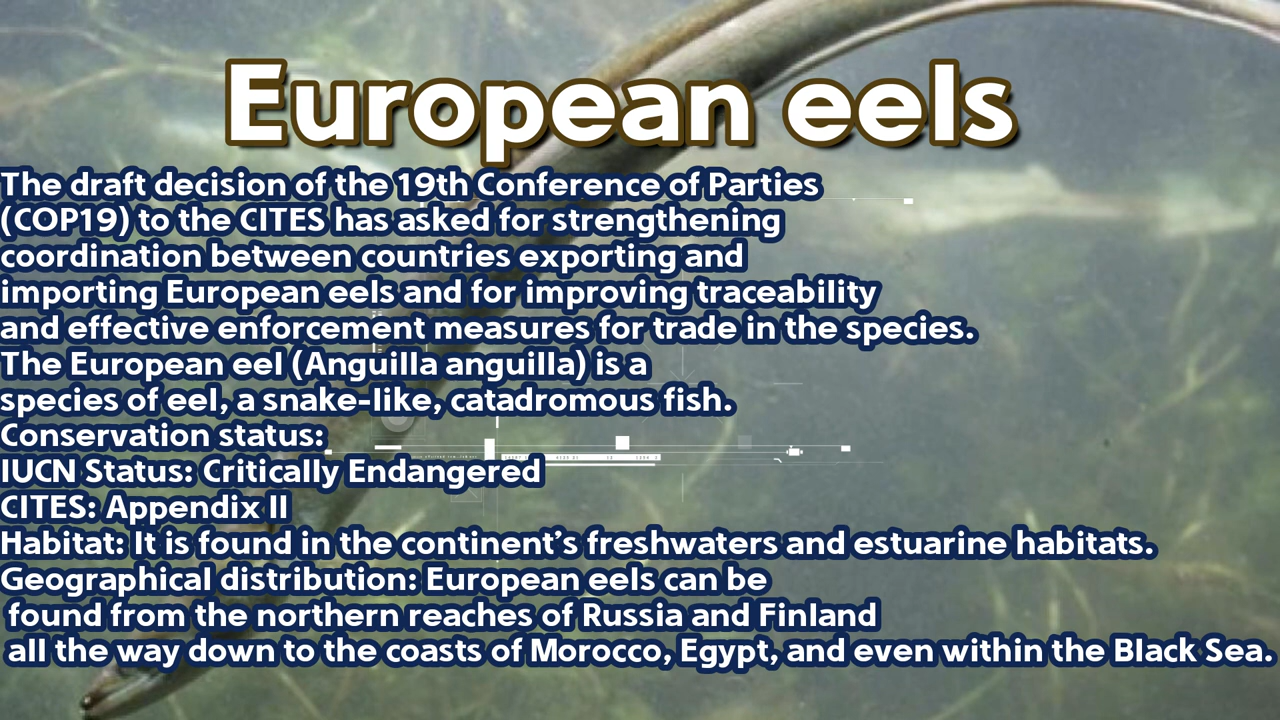 European eels
The draft decision of the 19th Conference of Parties
(COP19) to the CITES has asked for strengthening
coordination between countries exporting and
importing European eels and for improving traceability
and effective enforcement measures for trade in the species.
The European eel (Anguilla anguilla) is a
species of eel, a snake-like, catadromous fish.
Conservation status:
IUCN Status: Critically Endangered
CITES: Appendix II
Habitat: It is found in the continent’s freshwaters and estuarine habitats.
Geographical distribution: European eels can be
found from the northern reaches of Russia and Finland
all the way down to the coasts of Morocco, Egypt, and even within the Black Sea.